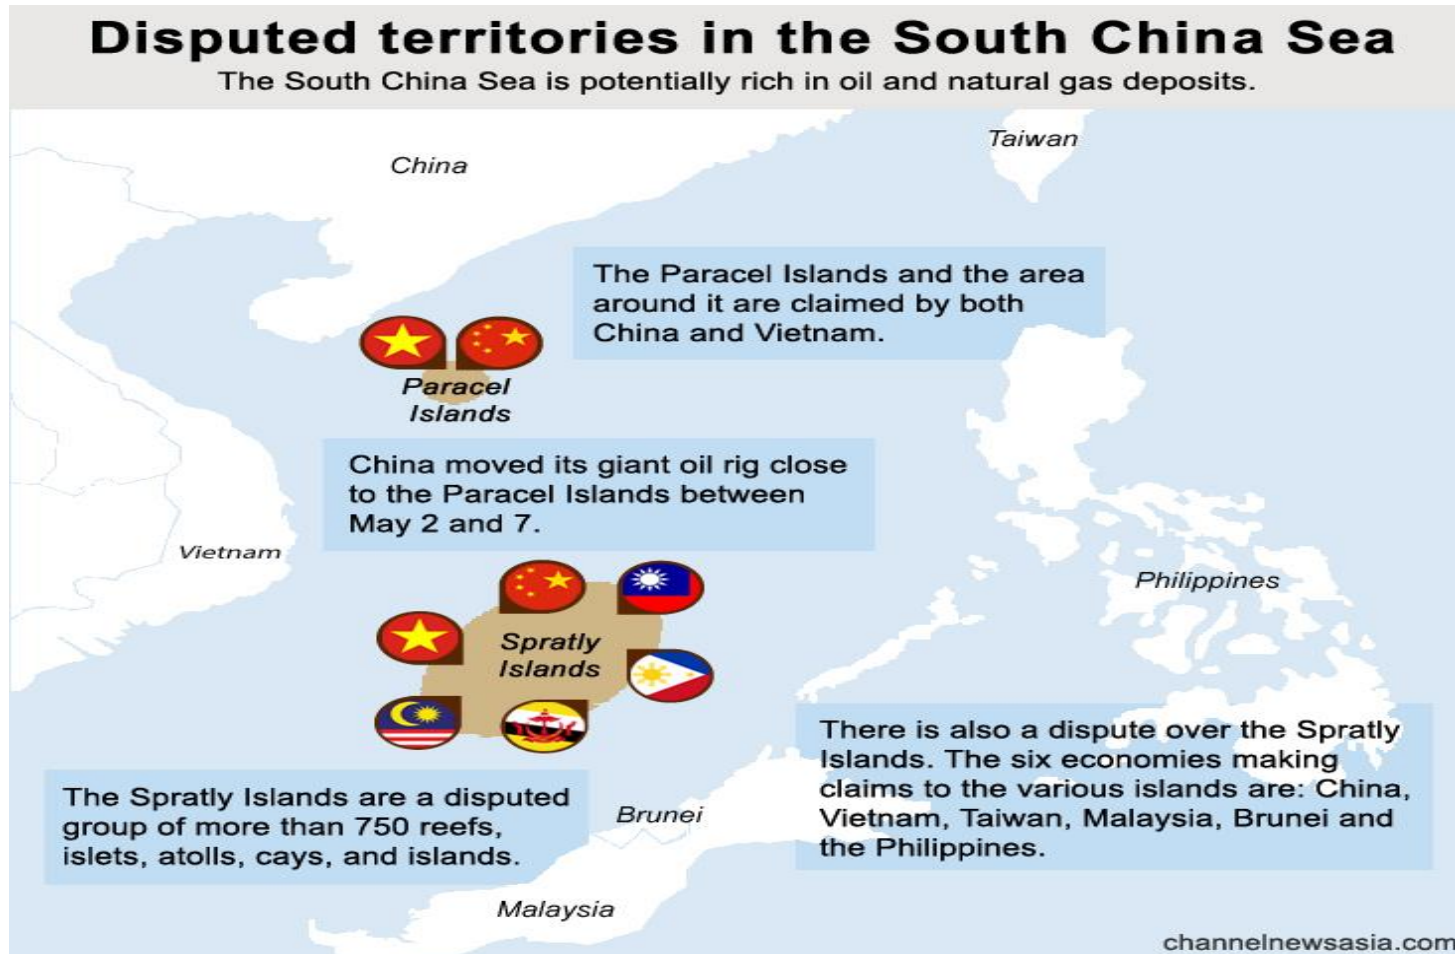 Disputed territories in the South China Sea
The South China Sea is potentially rich in oil and natural gas deposits.
Taiwan
China
The Paracel Islands and the area
around it are claimed by both
China and Vietnam.
Paracel
Islands
China moved its giant oil rig close
to the Paracel Islands between
May 2 and 7.
Vietnam
Philippines
Spratly
Islands
There is also a dispute over the Spratly
Islands. The six economies making
claims to the various islands are: China,
Vietnam, Taiwan, Malaysia, Brunei and
the Philippines.
The Spratly Islands are a disputed
group of more than 750 reefs,
islets, atolls, cays, and islands.
Brunei
Malaysia
channelnewsasia.com